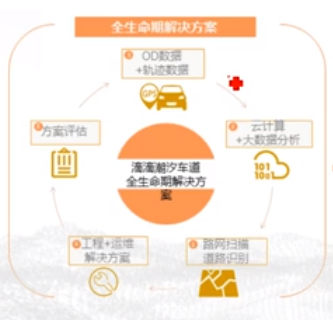 全生命期解决方案
OD数据
+轨迹数据
GPS
云计算
+大数据分析
101
1001
路网扫描
道路识别
工程+运维
解决方案
方案评估
滴滴潮汐车道
全生命期解决方
案